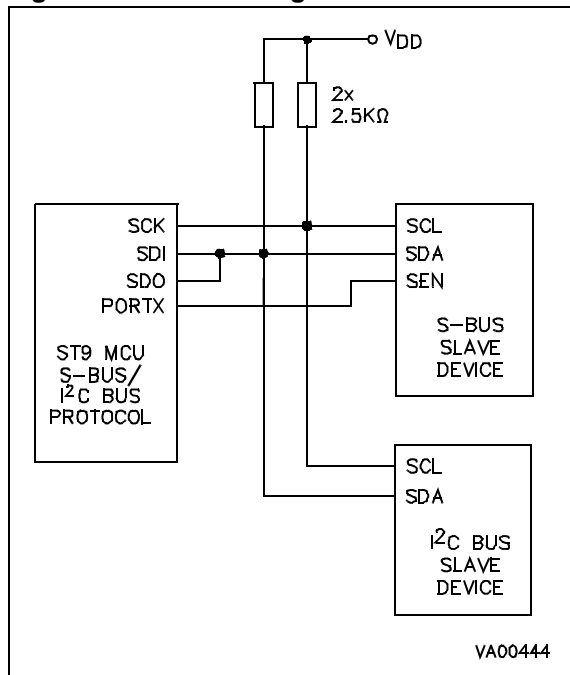 VDD
2x
2.5KΩ
SCK
SDI
SDO
PORTX
ST9 MCU
S-BUS/
I2C BUS
PROTOCOL
SCL
SDA
SEN
S-BUS
SLAVE
DEVICE
SCL
SDA
I2C BUS
SLAVE
DEVICE
VA00444